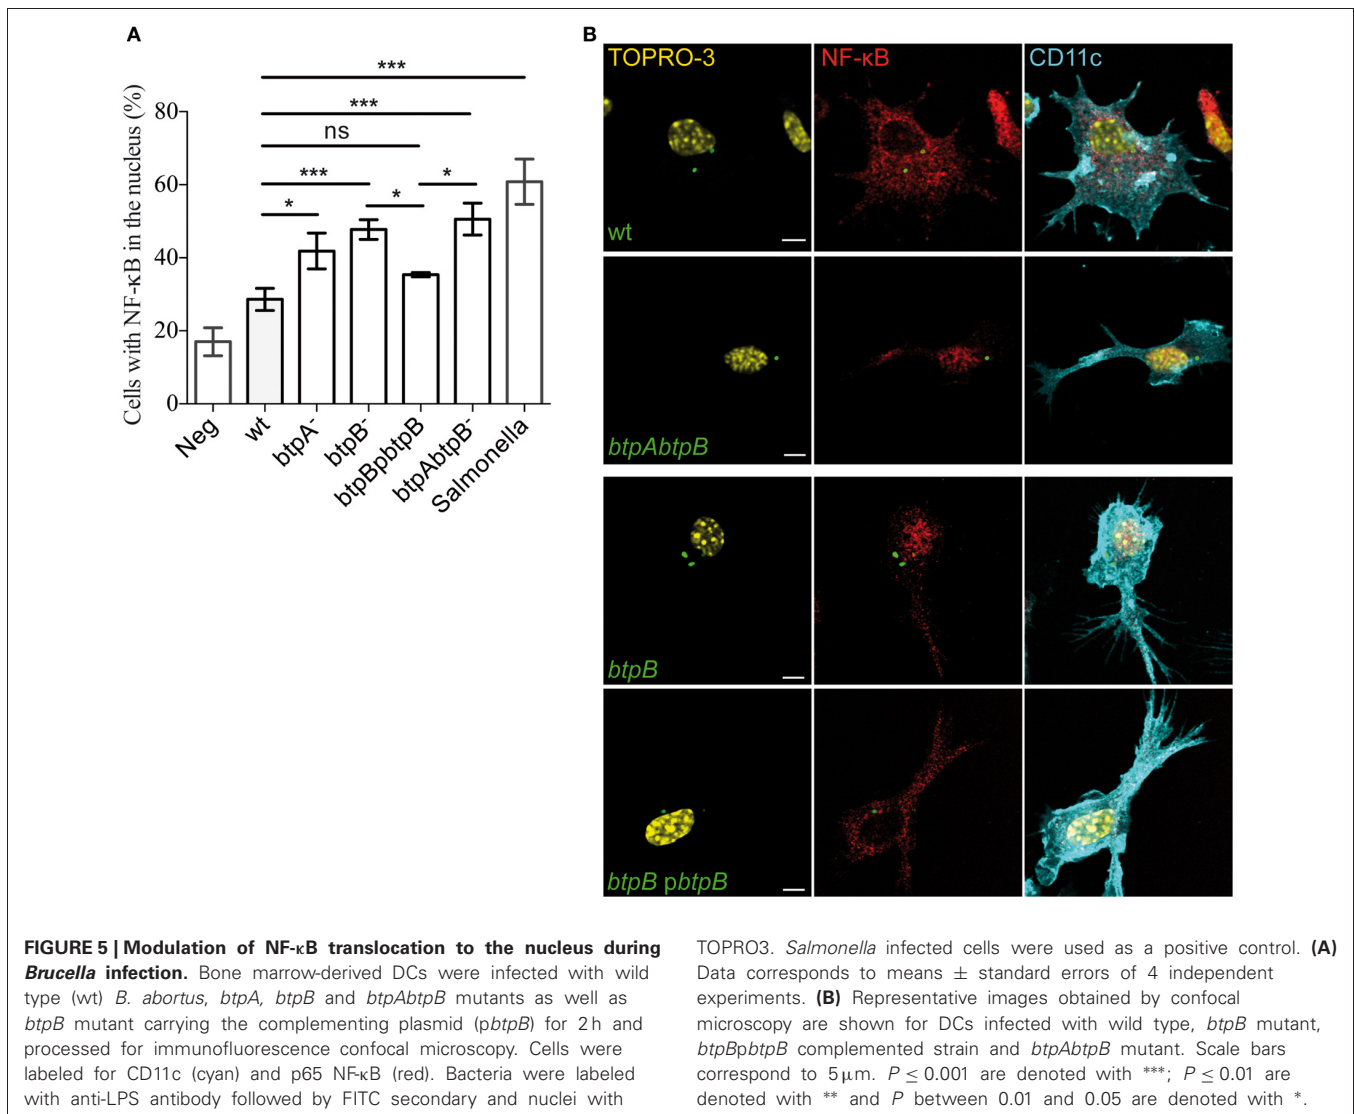 A
***
***
ns
***
*
*
*
Cells with NF-κB in the nucleus (%)
80
60
40
20
0
Neg
wt
btpA-
btpB-
btpBpbtpB
btpAbtpB-
Salmonella
B
TOPRO-3
NF-κB
CD11c
wt
btpAbtpB
btpB
btpB pbtpB
FIGURE 5 | Modulation of NF-κB translocation to the nucleus during
Brucella infection. Bone marrow-derived DCs were infected with wild
type (wt) B. abortus, btpA, btpB and btpAbtpB mutants as well as
btpB mutant carrying the complementing plasmid (pbtpB) for 2 h and
processed for immunofluorescence confocal microscopy. Cells were
labeled for CD11c (cyan) and p65 NF-κB (red). Bacteria were labeled
with anti-LPS antibody followed by FITC secondary and nuclei with
TOPRO3. Salmonella infected cells were used as a positive control. (A)
Data corresponds to means ± standard errors of 4 independent
experiments. (B) Representative images obtained by confocal
microscopy are shown for DCs infected with wild type, btpB mutant,
btpBpbtpB complemented strain and btpAbtpB mutant. Scale bars
correspond to 5 μm. P ≤ 0.001 are denoted with ***; P ≤ 0.01 are
denoted with ** and P between 0.01 and 0.05 are denoted with *.